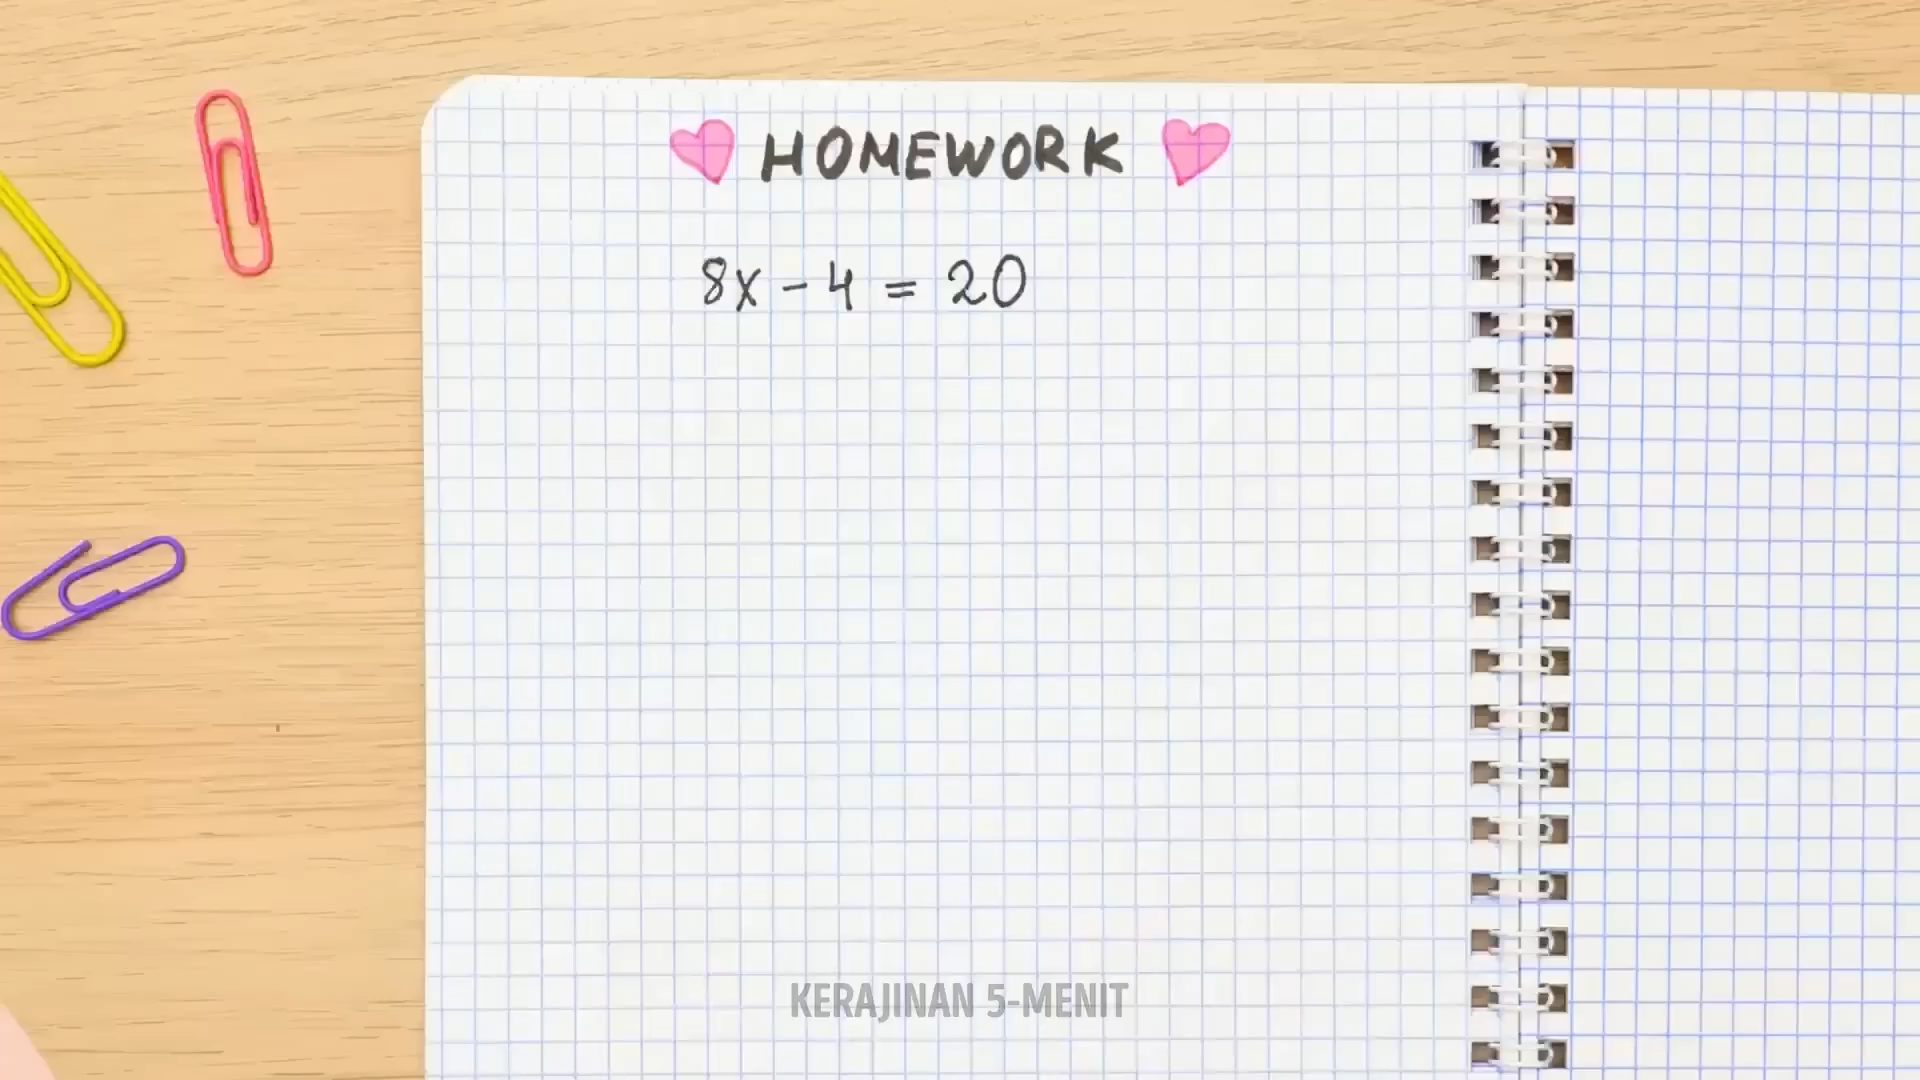 HOMEWORK
8x - 4 = 20
KERAJINAN 5-MENIT